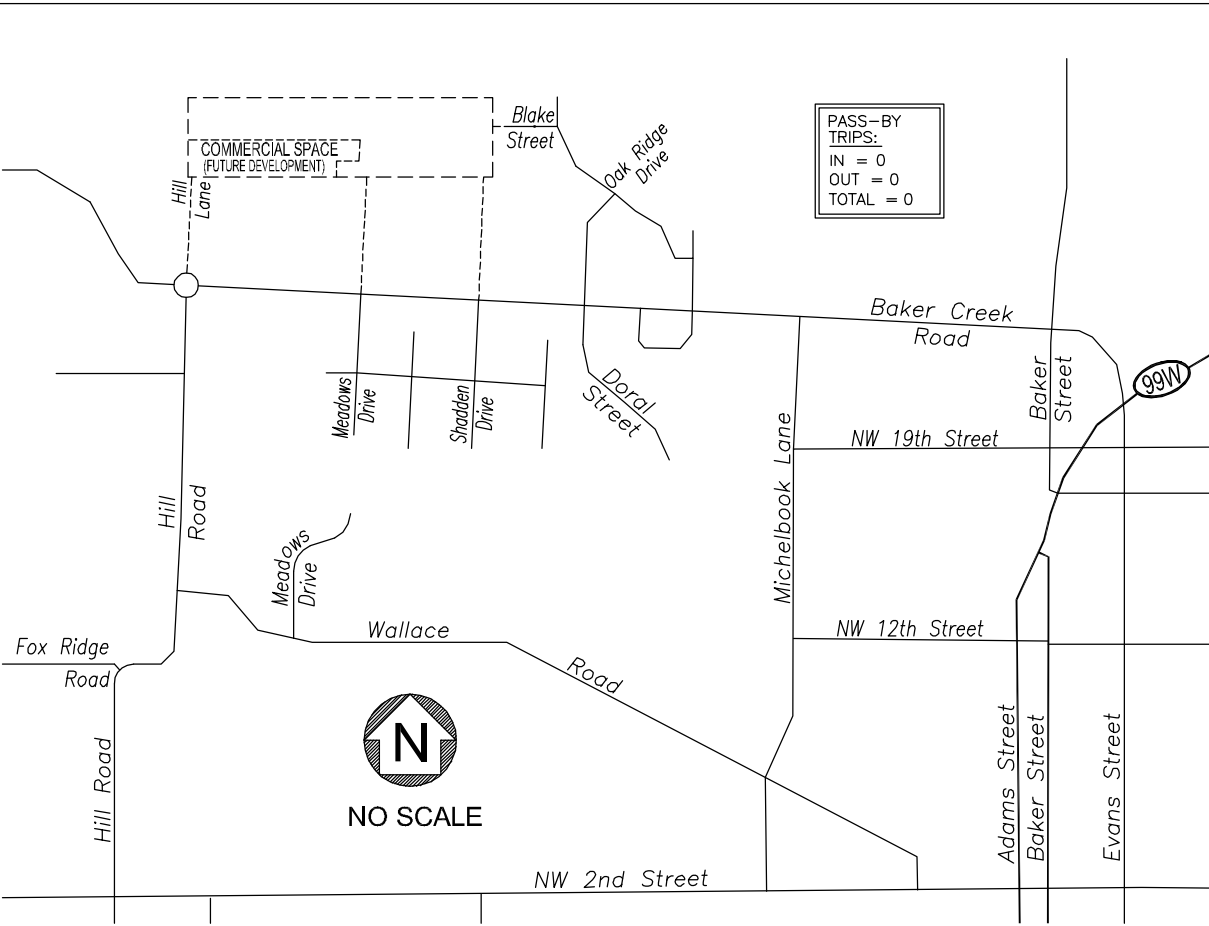 Blake
Street
Oak Ridge
Drive
PASS-BY
TRIPS:
IN = 0
OUT = 0
TOTAL = 0
COMMERCIAL SPACE
(FUTURE DEVELOPMENT)
Hill
Lane
Baker Creek
Road
Baker
Street
99W
Meadows
Drive
Shadden
Drive
Doral
Street
NW 19th Street
Michelbook Lane
Hill
Road
Meadows
Drive
Wallace
Road
NW 12th Street
Fox Ridge
Road
Hill Road
N
NO SCALE
Adams Street
Baker Street
Evans Street
NW 2nd Street